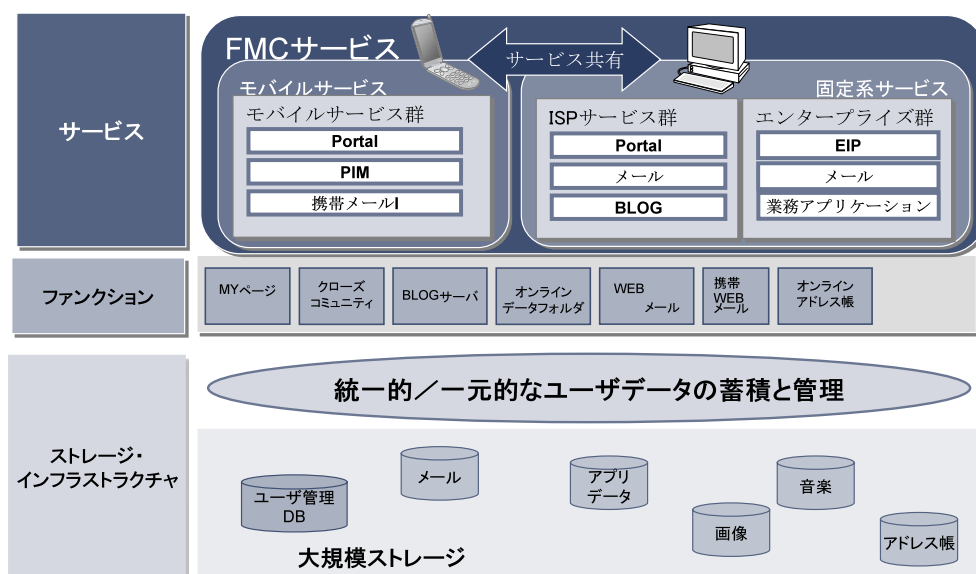 サービス
FMCサービス
サービス共有
モバイルサービス
モバイルサービス群
Portal
PIM
携帯メールI
固定系サービス
ISPサービス群
Portal
メール
BLOG
エンタープライズ群
EIP
メール
業務アプリケーション
ファンクション
MYページ
クローズ
コミュニティ
BLOGサーバ
オンライン
データフォルダ
WEB
メール
携帯
WEB
メール
オンライン
アドレス帳
ストレージ・
インフラストラクチャ
統一的／一元的なユーザデータの蓄積と管理
ユーザ管理
DB
メール
アプリ
データ
画像
音楽
アドレス帳
大規模ストレージ